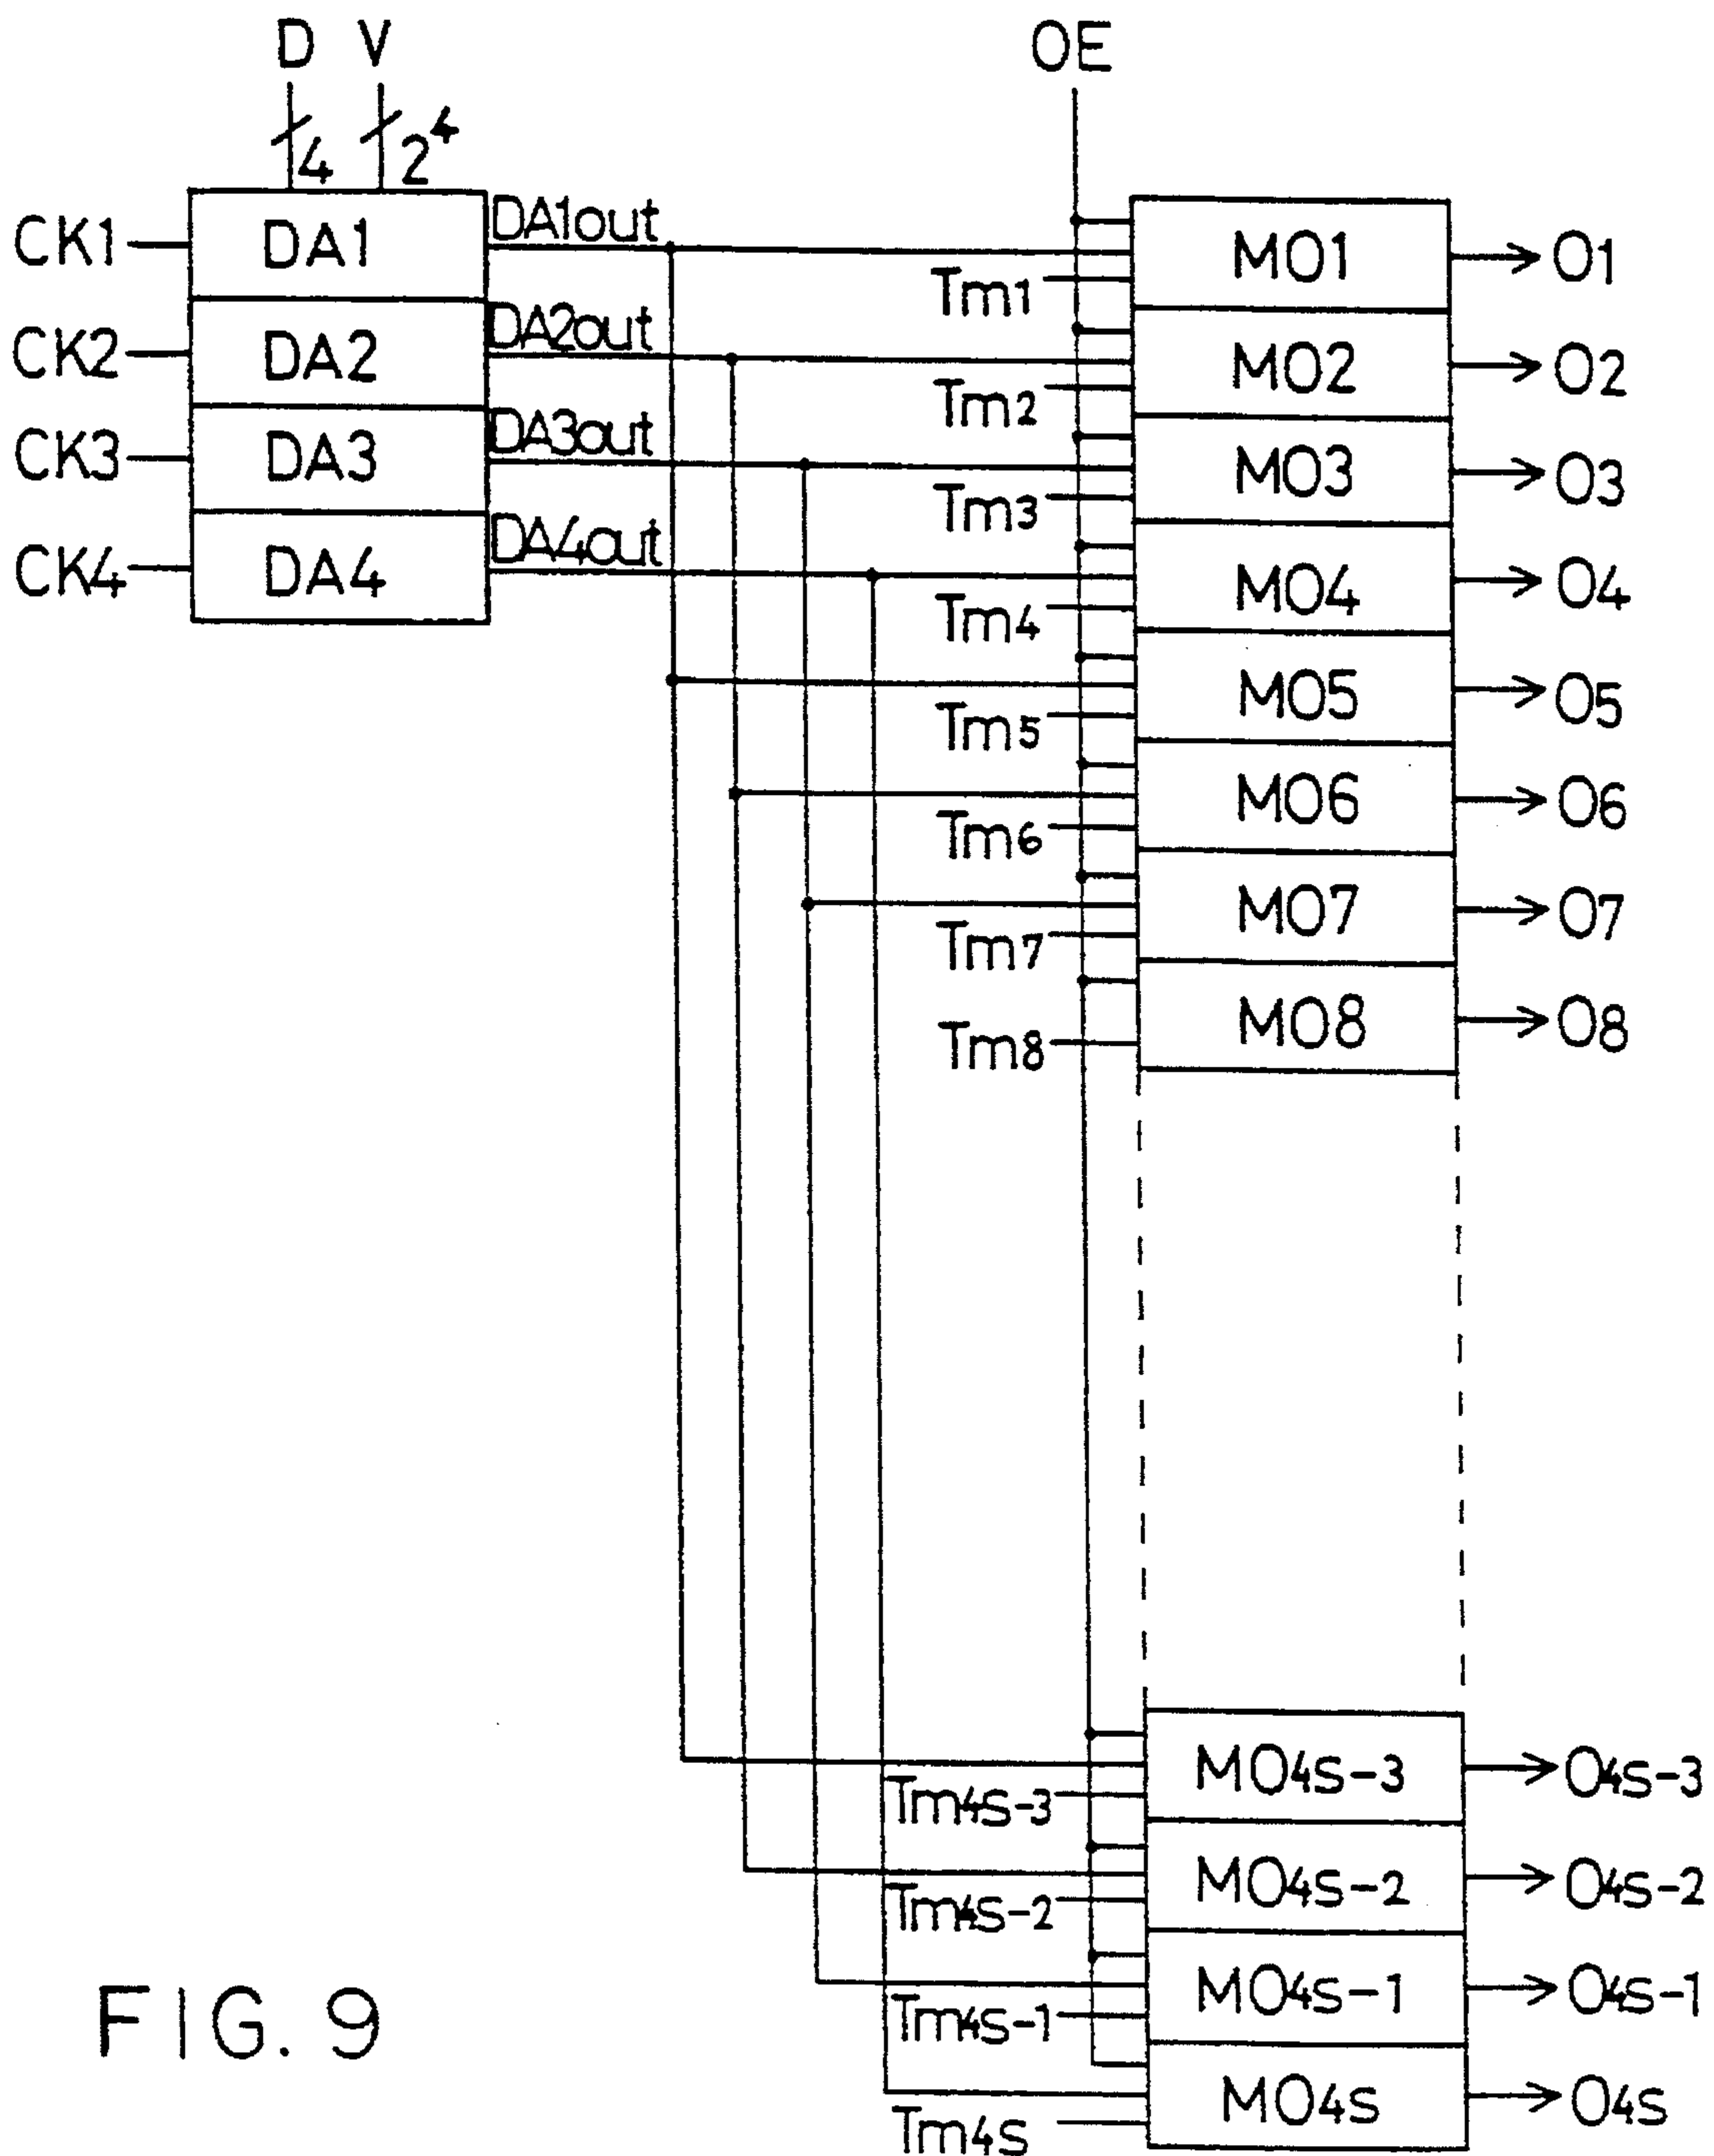 D V OE
4 2⁴
CK1 DA1 DA1out MO1 O1
Tm1
CK2 DA2 DA2out MO2 O2
Tm2
CK3 DA3 DA3out MO3 O3
Tm3
CK4 DA4 DA4out MO4 O4
Tm4
MO5 O5
Tm5
MO6 O6
Tm6
MO7 O7
Tm7
MO8 O8
Tm8
MO4s-3 O4s-3
Tm4s-3
MO4s-2 O4s-2
Tm4s-2
MO4s-1 O4s-1
Tm4s-1
MO4s O4s
Tm4s
FIG. 9